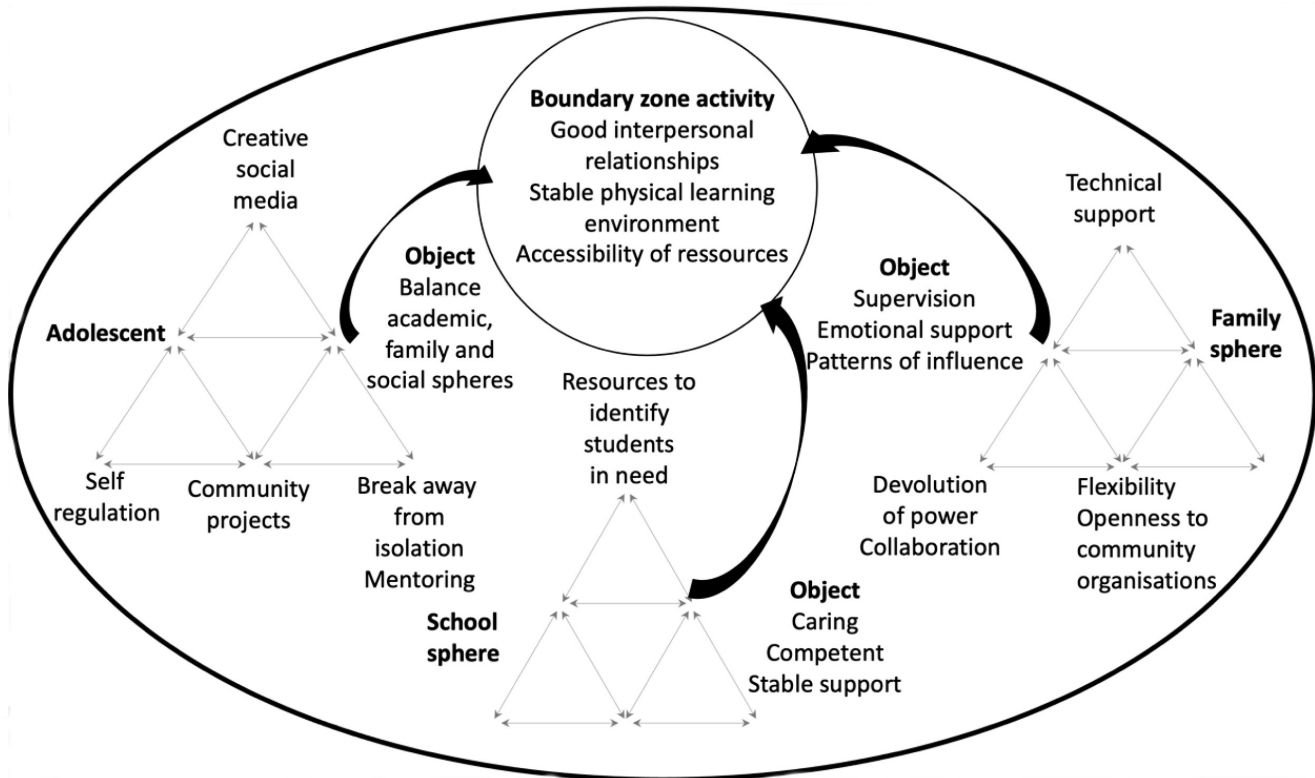 Boundary zone activity
Good interpersonal
relationships
Stable physical learning
environment
Accessibility of ressources
Creative
social
media
Adolescent
Object
Balance
academic,
family and
social spheres
Self
regulation
Community
projects
Break away
from
isolation
Mentoring
Resources to
identify
students
in need
School
sphere
Object
Caring
Competent
Stable support
Object
Supervision
Emotional support
Patterns of influence
Technical
support
Family
sphere
Devolution
of power
Collaboration
Flexibility
Openness to
community
organisations